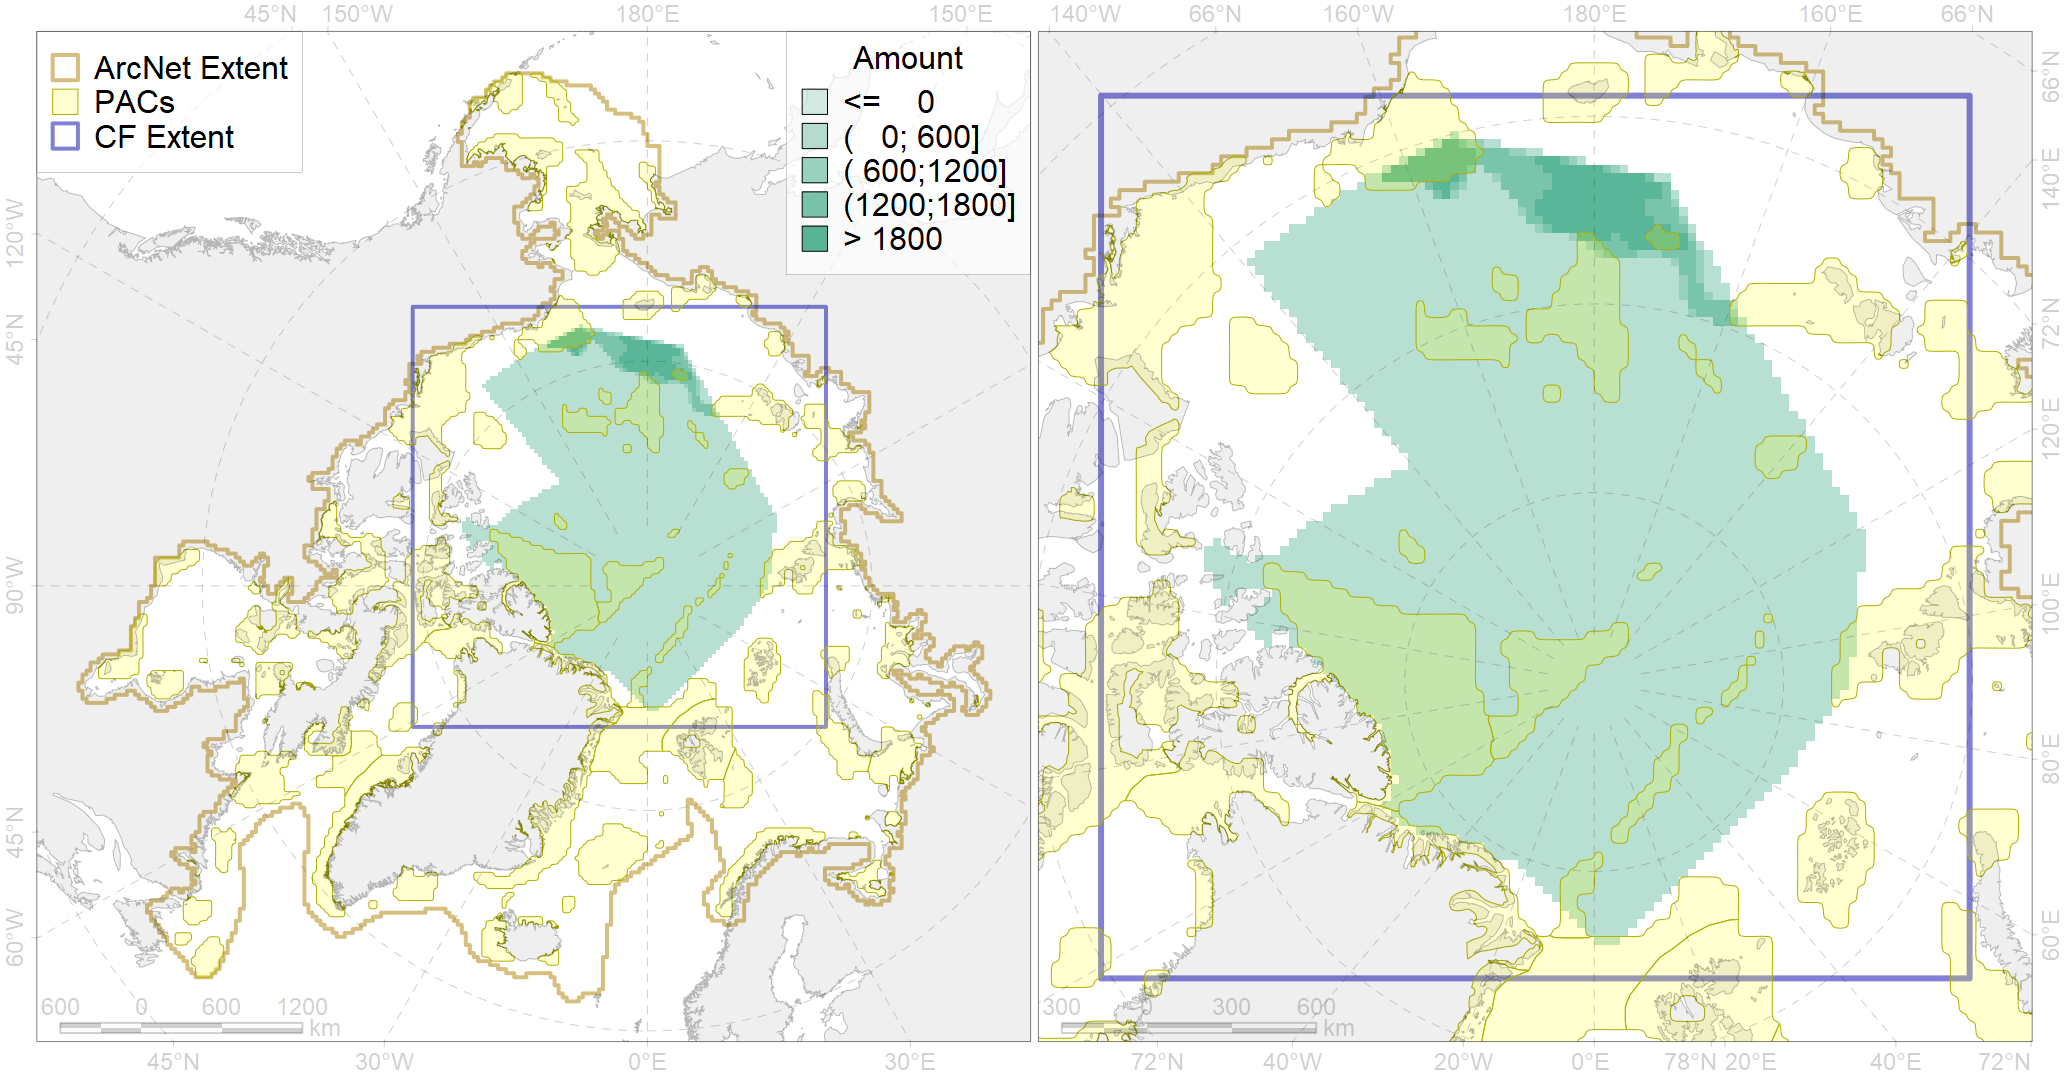 45°N 150°W 180°E 150°E 140°W 66°N 160°W 180°E 160°E 66°N
ArcNet Extent
PACs
CF Extent
Amount
<= 0
( 0; 600]
( 600;1200]
(1200;1800]
> 1800
120°W
45°N
90°W
45°N
60°W
66°N
140°E
72°N
120°E
100°E
80°E
60°E
600 0 600 1200
km
300 0 300 600
km
45°N 30°W 0°E 30°E 72°N 40°W 20°W 0°E 78°N 20°E 40°E 72°N